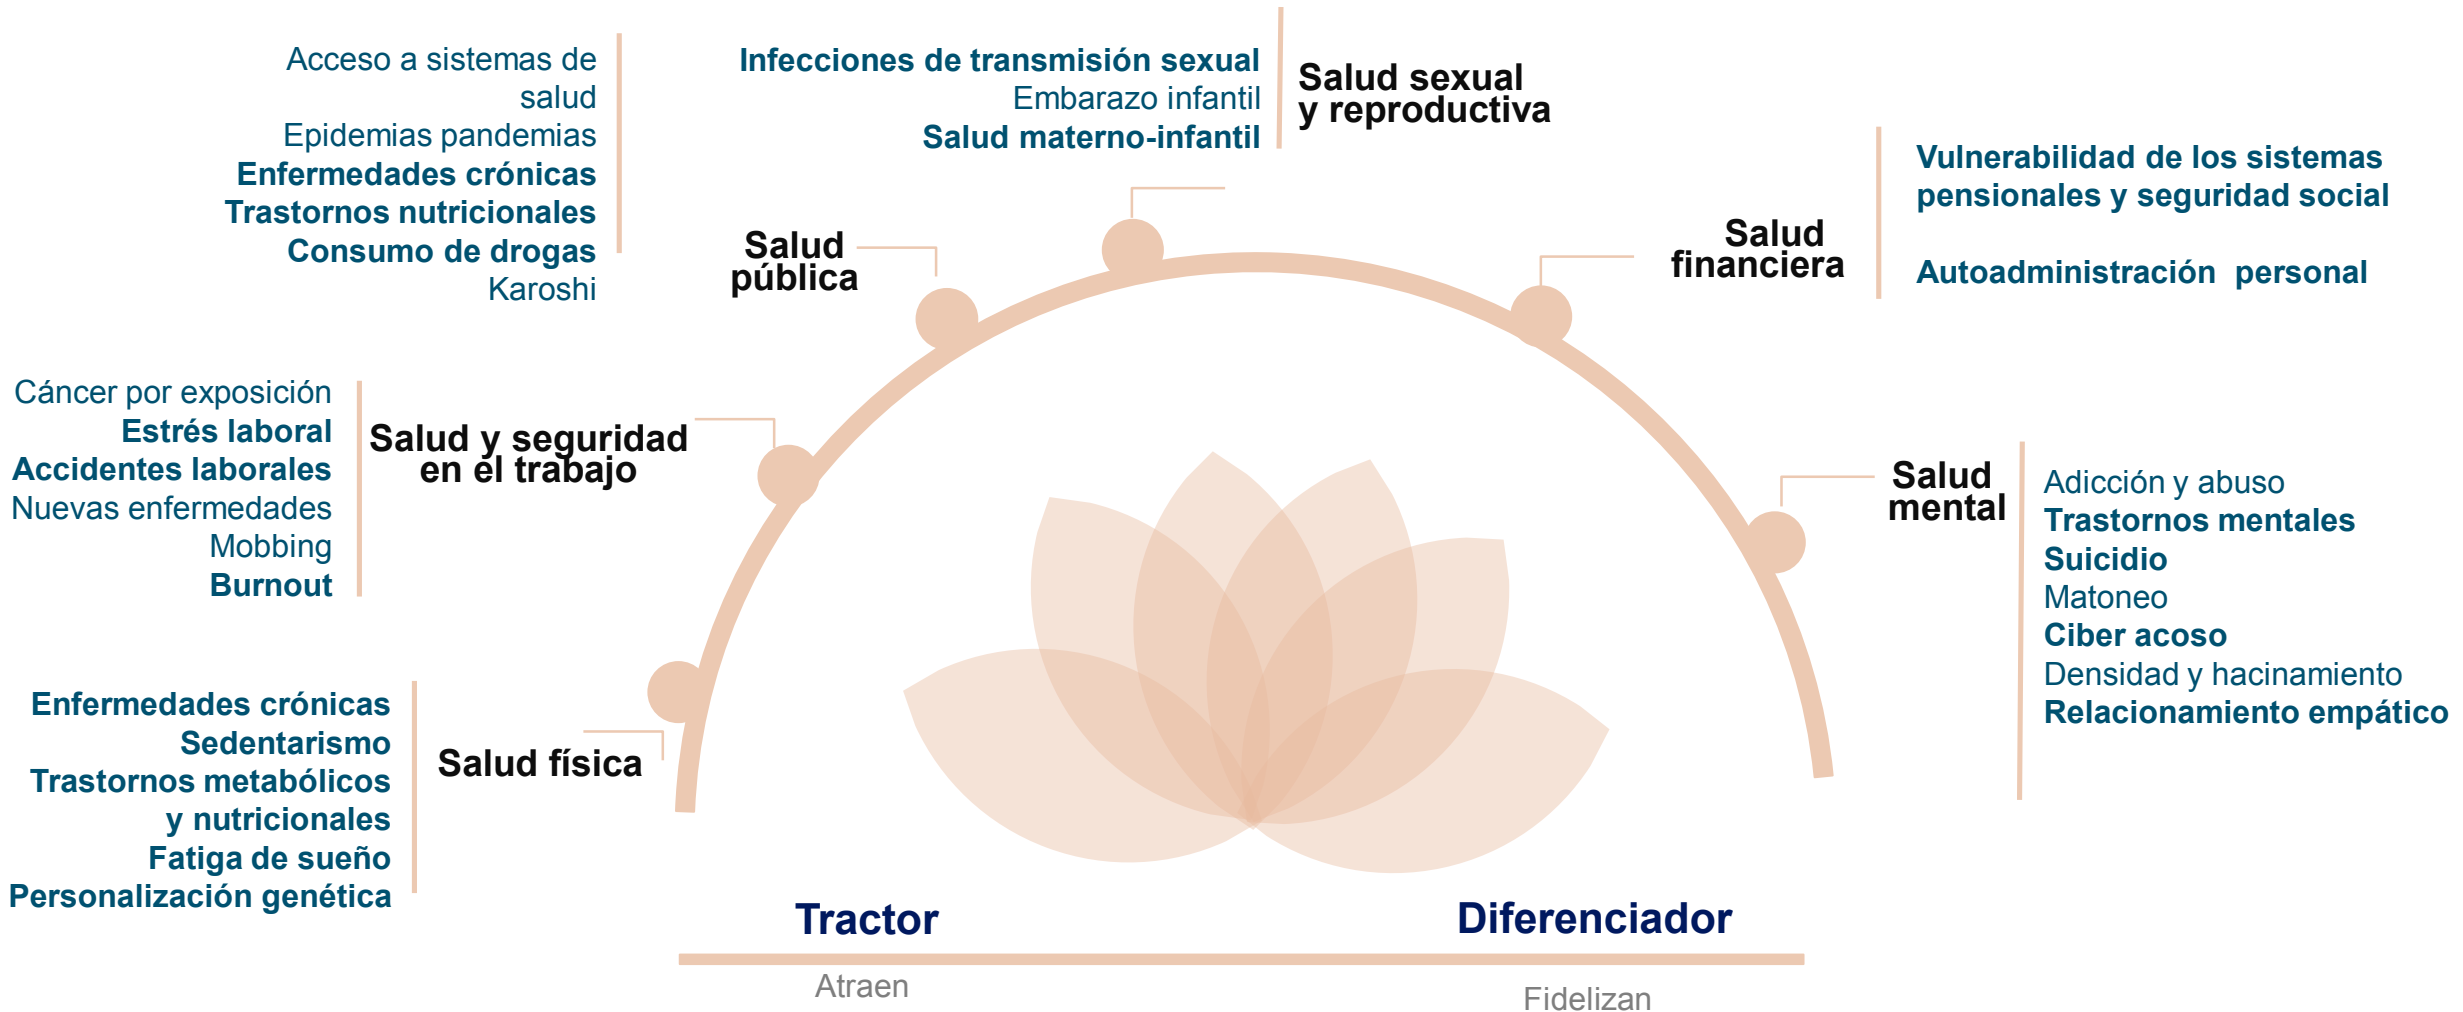 Acceso a sistemas de
salud
Epidemias pandemias
Enfermedades crónicas
Trastornos nutricionales
Consumo de drogas
Karoshi
Salud
pública
Infecciones de transmisión sexual
Embarazo infantil
Salud materno-infantil
Salud sexual
y reproductiva
Salud
financiera
Vulnerabilidad de los sistemas
pensionales y seguridad social
Autoadministración  personal
Cáncer por exposición
Estrés laboral
Accidentes laborales
Nuevas enfermedades
Mobbing
Burnout
Salud y seguridad
en el trabajo
Salud
mental
Adicción y abuso
Trastornos mentales
Suicidio
Matoneo
Ciber acoso
Densidad y hacinamiento
Relacionamiento empático
Enfermedades crónicas
Sedentarismo
Trastornos metabólicos
y nutricionales
Fatiga de sueño
Personalización genética
Salud física
Tractor
Atraen
Diferenciador
Fidelizan